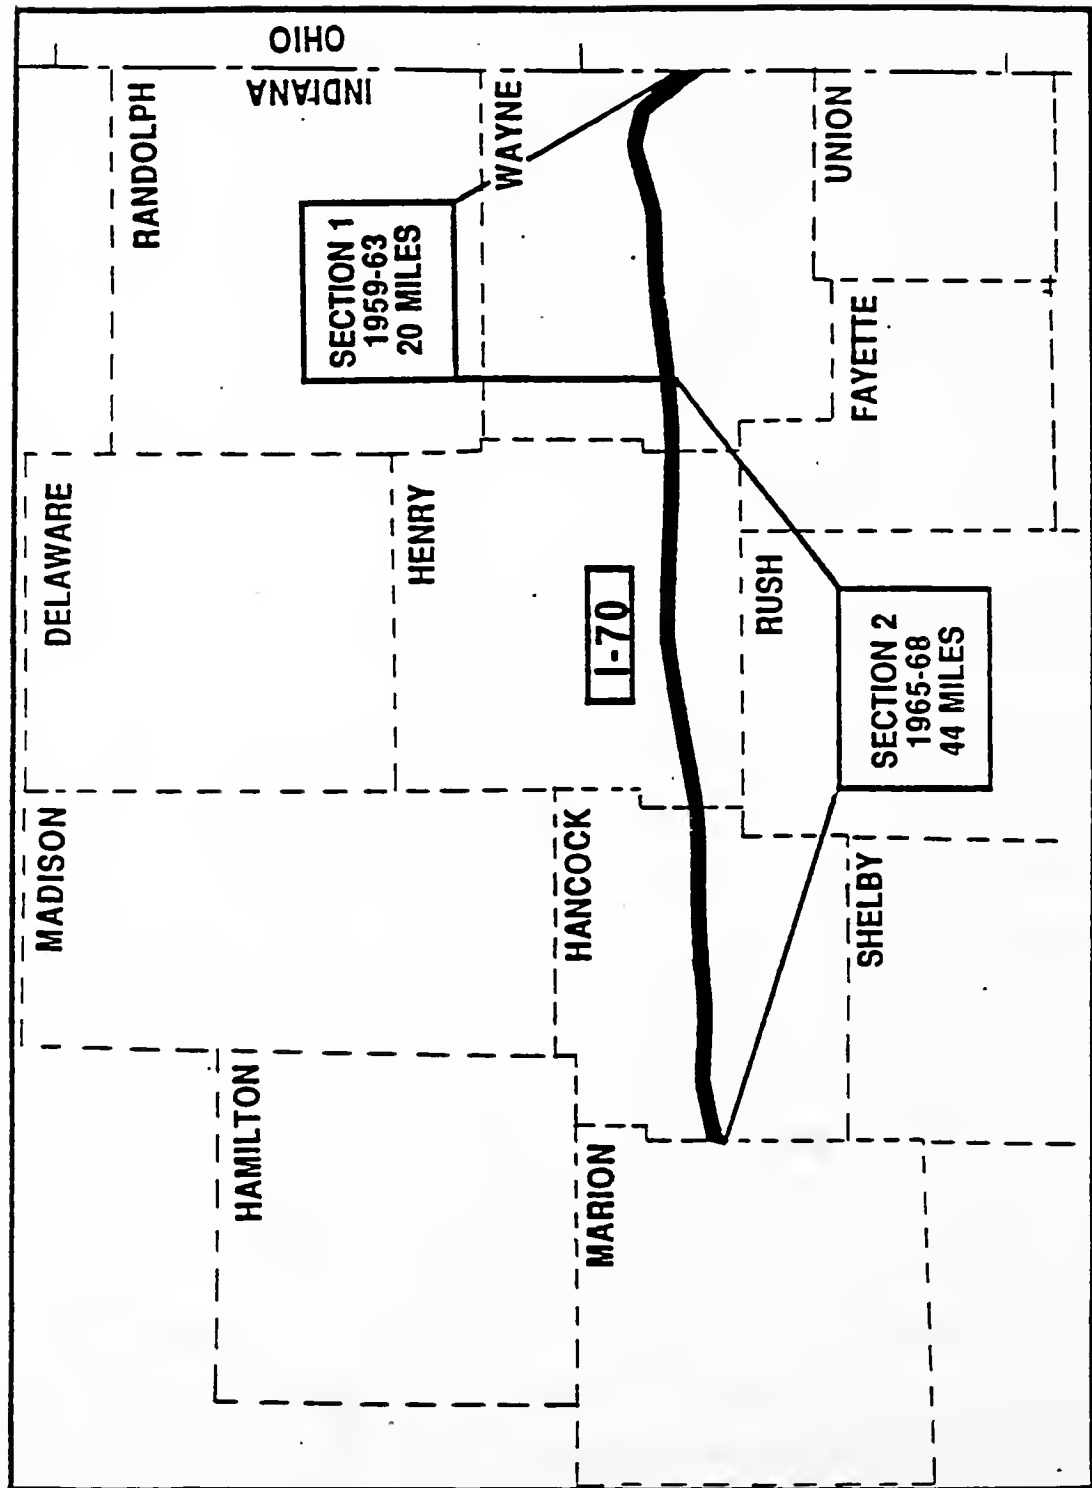 OHIO
INDIANA
RANDOLPH
WAYNE
UNION
SECTION 1
1959-63
20 MILES
FAYETTE
DELAWARE
HENRY
I-70
RUSH
SECTION 2
1965-68
44 MILES
MADISON
HANCOCK
SHELBY
HAMILTON
MARION